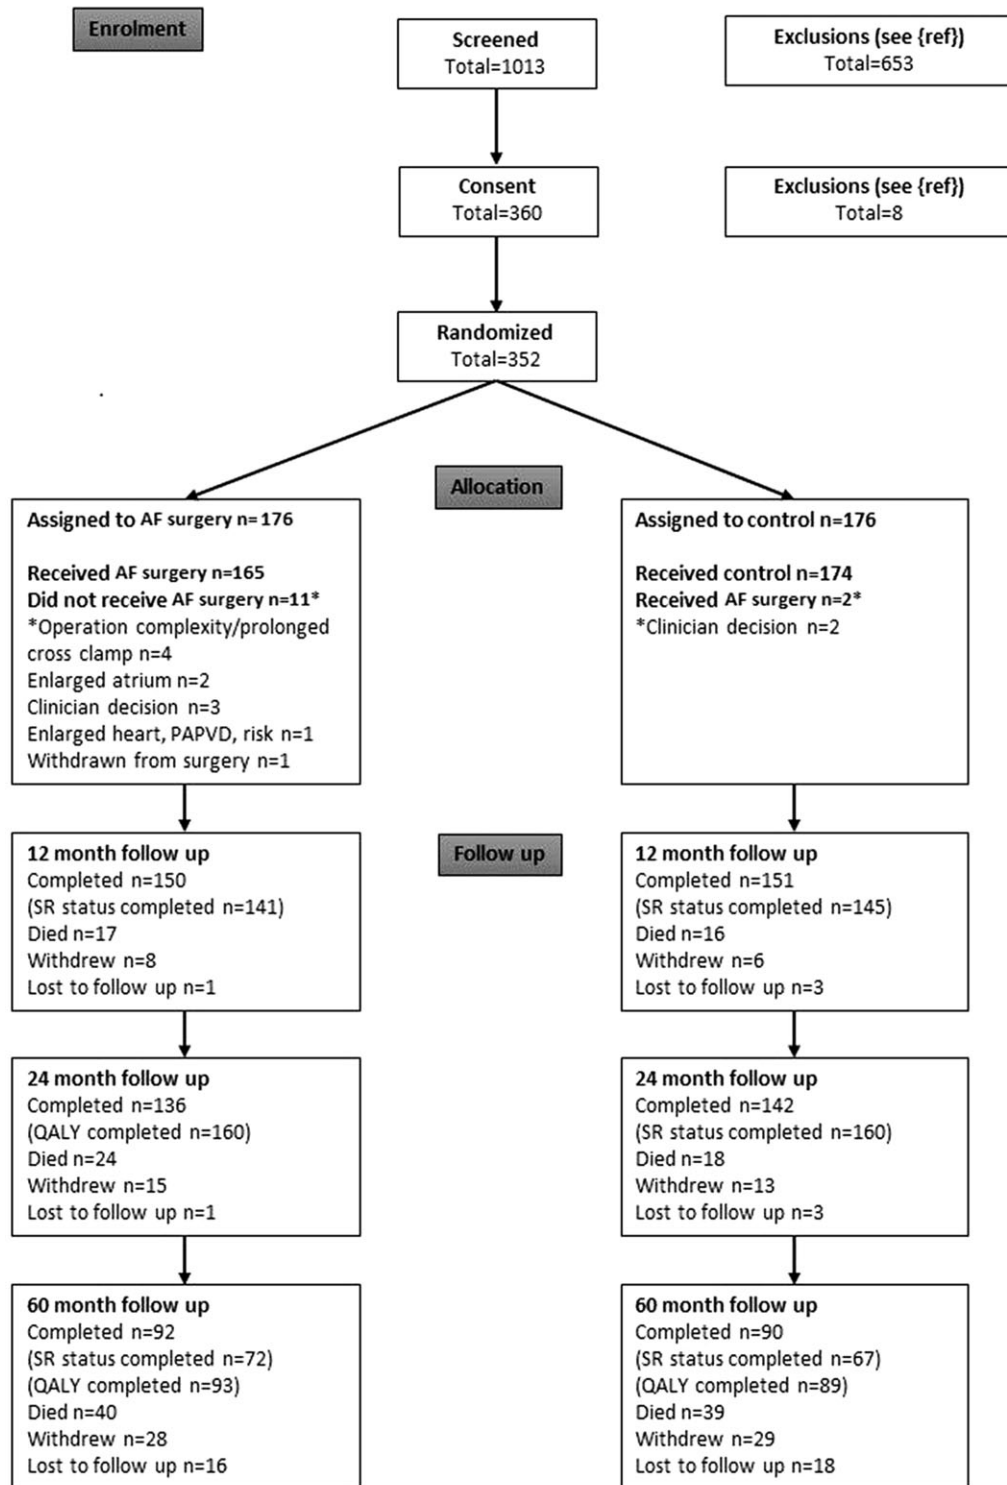 Enrolment
Screened
Total=1013
Exclusions (see {ref})
Total=653
Consent
Total=360
Exclusions (see {ref})
Total=8
Randomized
Total=352
Allocation
Assigned to AF surgery n=176
Received AF surgery n=165
Did not receive AF surgery n=11*
*Operation complexity/prolonged
cross clamp n=4
Enlarged atrium n=2
Clinician decision n=3
Enlarged heart, PAPVD, risk n=1
Withdrawn from surgery n=1
Assigned to control n=176
Received control n=174
Received AF surgery n=2*
*Clinician decision n=2
Follow up
12 month follow up
Completed n=150
(SR status completed n=141)
Died n=17
Withdrew n=8
Lost to follow up n=1
12 month follow up
Completed n=151
(SR status completed n=145)
Died n=16
Withdrew n=6
Lost to follow up n=3
24 month follow up
Completed n=136
(QALY completed n=160)
Died n=24
Withdrew n=15
Lost to follow up n=1
24 month follow up
Completed n=142
(SR status completed n=160)
Died n=18
Withdrew n=13
Lost to follow up n=3
60 month follow up
Completed n=92
(SR status completed n=72)
(QALY completed n=93)
Died n=40
Withdrew n=28
Lost to follow up n=16
60 month follow up
Completed n=90
(SR status completed n=67)
(QALY completed n=89)
Died n=39
Withdrew n=29
Lost to follow up n=18